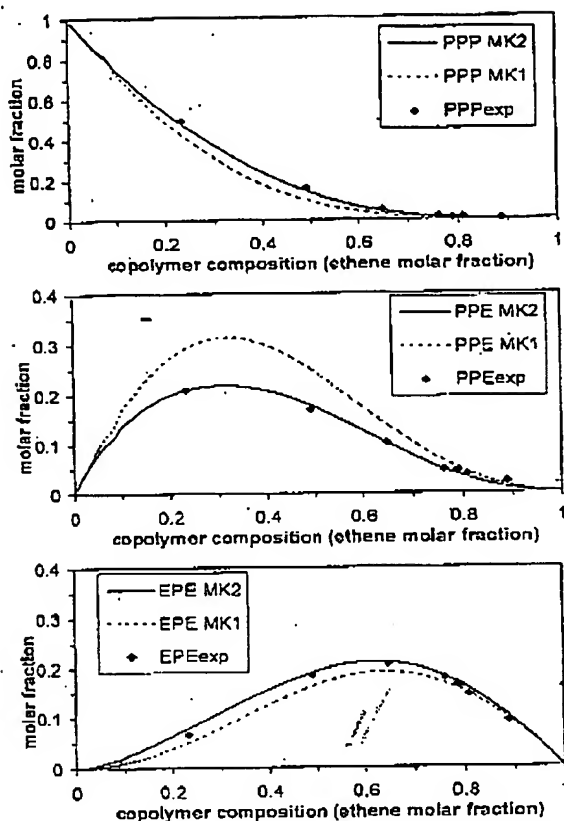 1
0.8
0.6
0.4
0.2
0
molar fraction
PPP MK2
PPP MK1
PPPexp
0 0.2 0.4 0.6 0.8 1
copolymer composition (ethene molar fraction)
0.4
0.3
0.2
0.1
0
molar fraction
PPE MK2
PPE MK1
PPEexp
0 0.2 0.4 0.6 0.8 1
copolymer composition (ethene molar fraction)
0.4
0.3
0.2
0.1
0
molar fraction
EPE MK2
EPE MK1
EPEexp
0 0.2 0.4 0.6 0.8 1
copolymer composition (ethene molar fraction)